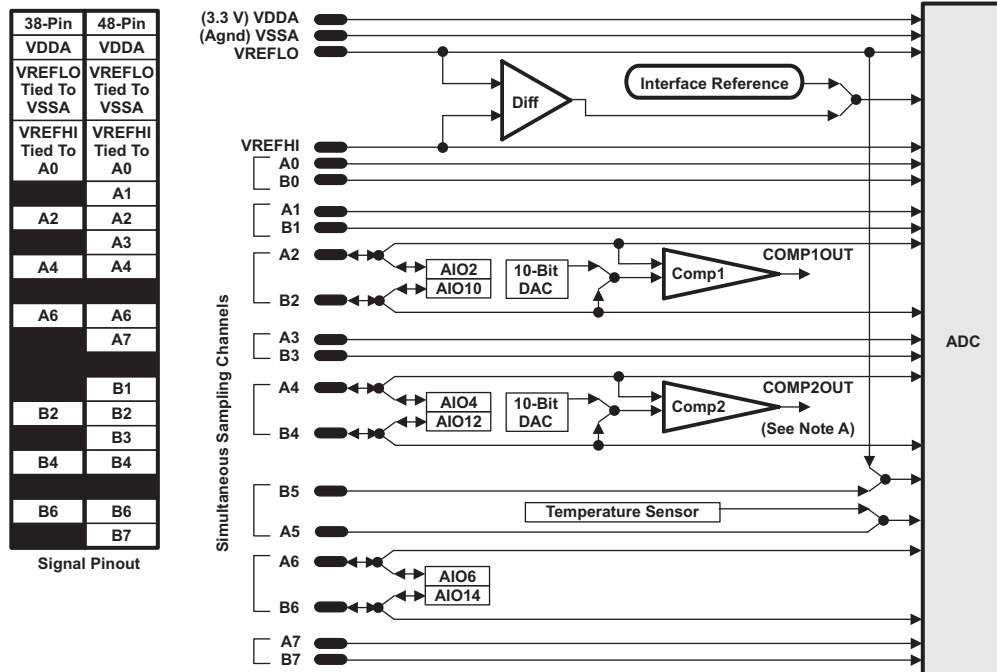 38-Pin 48-Pin
VDDA VDDA
VREFLO VREFLO
Tied To Tied To
VSSA VSSA
VREFHI VREFHI
Tied To Tied To
A0 A0
A1
A2 A2
A3
A4 A4
A6 A6
A7
B1
B2 B2
B3
B4 B4
B6 B6
B7
Signal Pinout
Simultaneous Sampling Channels
(3.3 V) VDDA
(Agnd) VSSA
VREFLO
Interface Reference
Diff
VREFHI
A0
B0
A1
B1
A2
AIO2
AIO10
10-Bit
DAC
Comp1
COMP1OUT
B2
A3
B3
ADC
A4
AIO4
AIO12
10-Bit
DAC
Comp2
COMP2OUT
(See Note A)
B4
B5
Temperature Sensor
A5
A6
AIO6
AIO14
B6
A7
B7